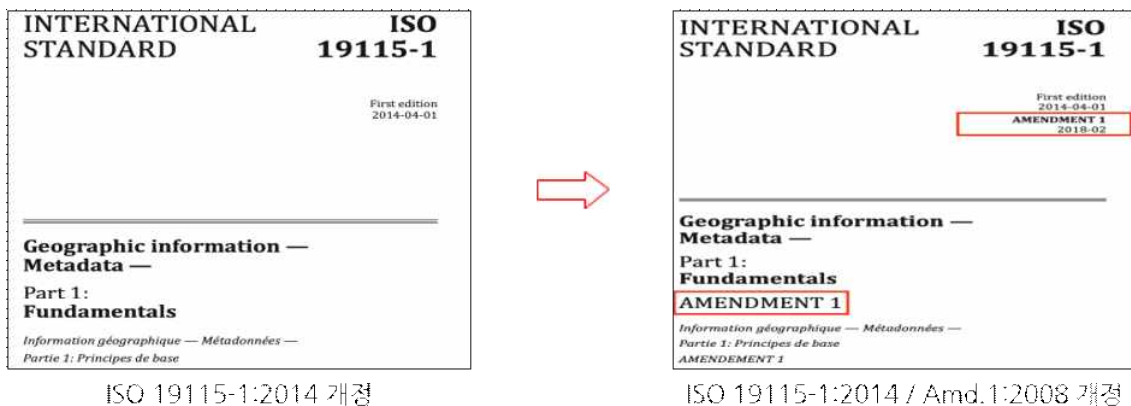 INTERNATIONAL STANDARD
ISO 19115-1
First edition
2014-04-01
Geographic information —
Metadata —
Part 1:
Fundamentals
Information géographique — Métadonnées —
Partie 1: Principes de base
ISO 19115-1:2014 개정
INTERNATIONAL STANDARD
ISO 19115-1
First edition
2014-04-01
AMENDMENT 1
2018-02
Geographic information —
Metadata —
Part 1:
Fundamentals
AMENDMENT 1
Information géographique — Métadonnées —
Partie 1: Principes de base
AMENDEMENT 1
ISO 19115-1:2014 / Amd.1:2008 개정